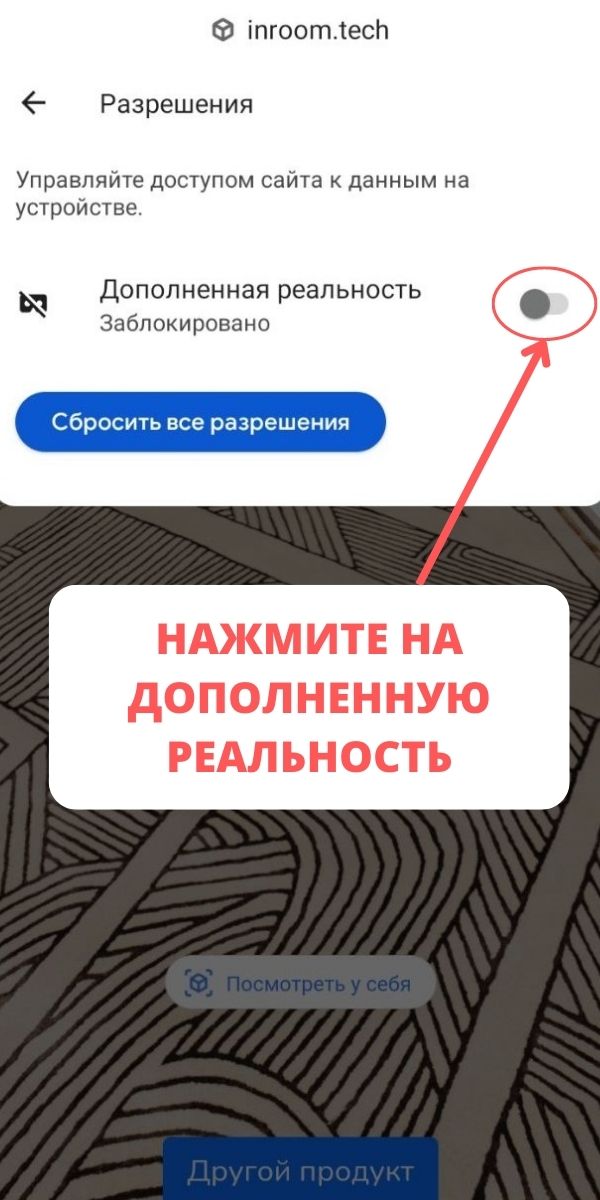 inroom.tech
Разрешения
Управляйте доступом сайта к данным на
устройстве.
Дополненная реальность
Заблокировано
Сбросить все разрешения
НАЖМИТЕ НА
ДОПОЛНЕННУЮ
РЕАЛЬНОСТЬ
Посмотреть у себя
Другой продукт